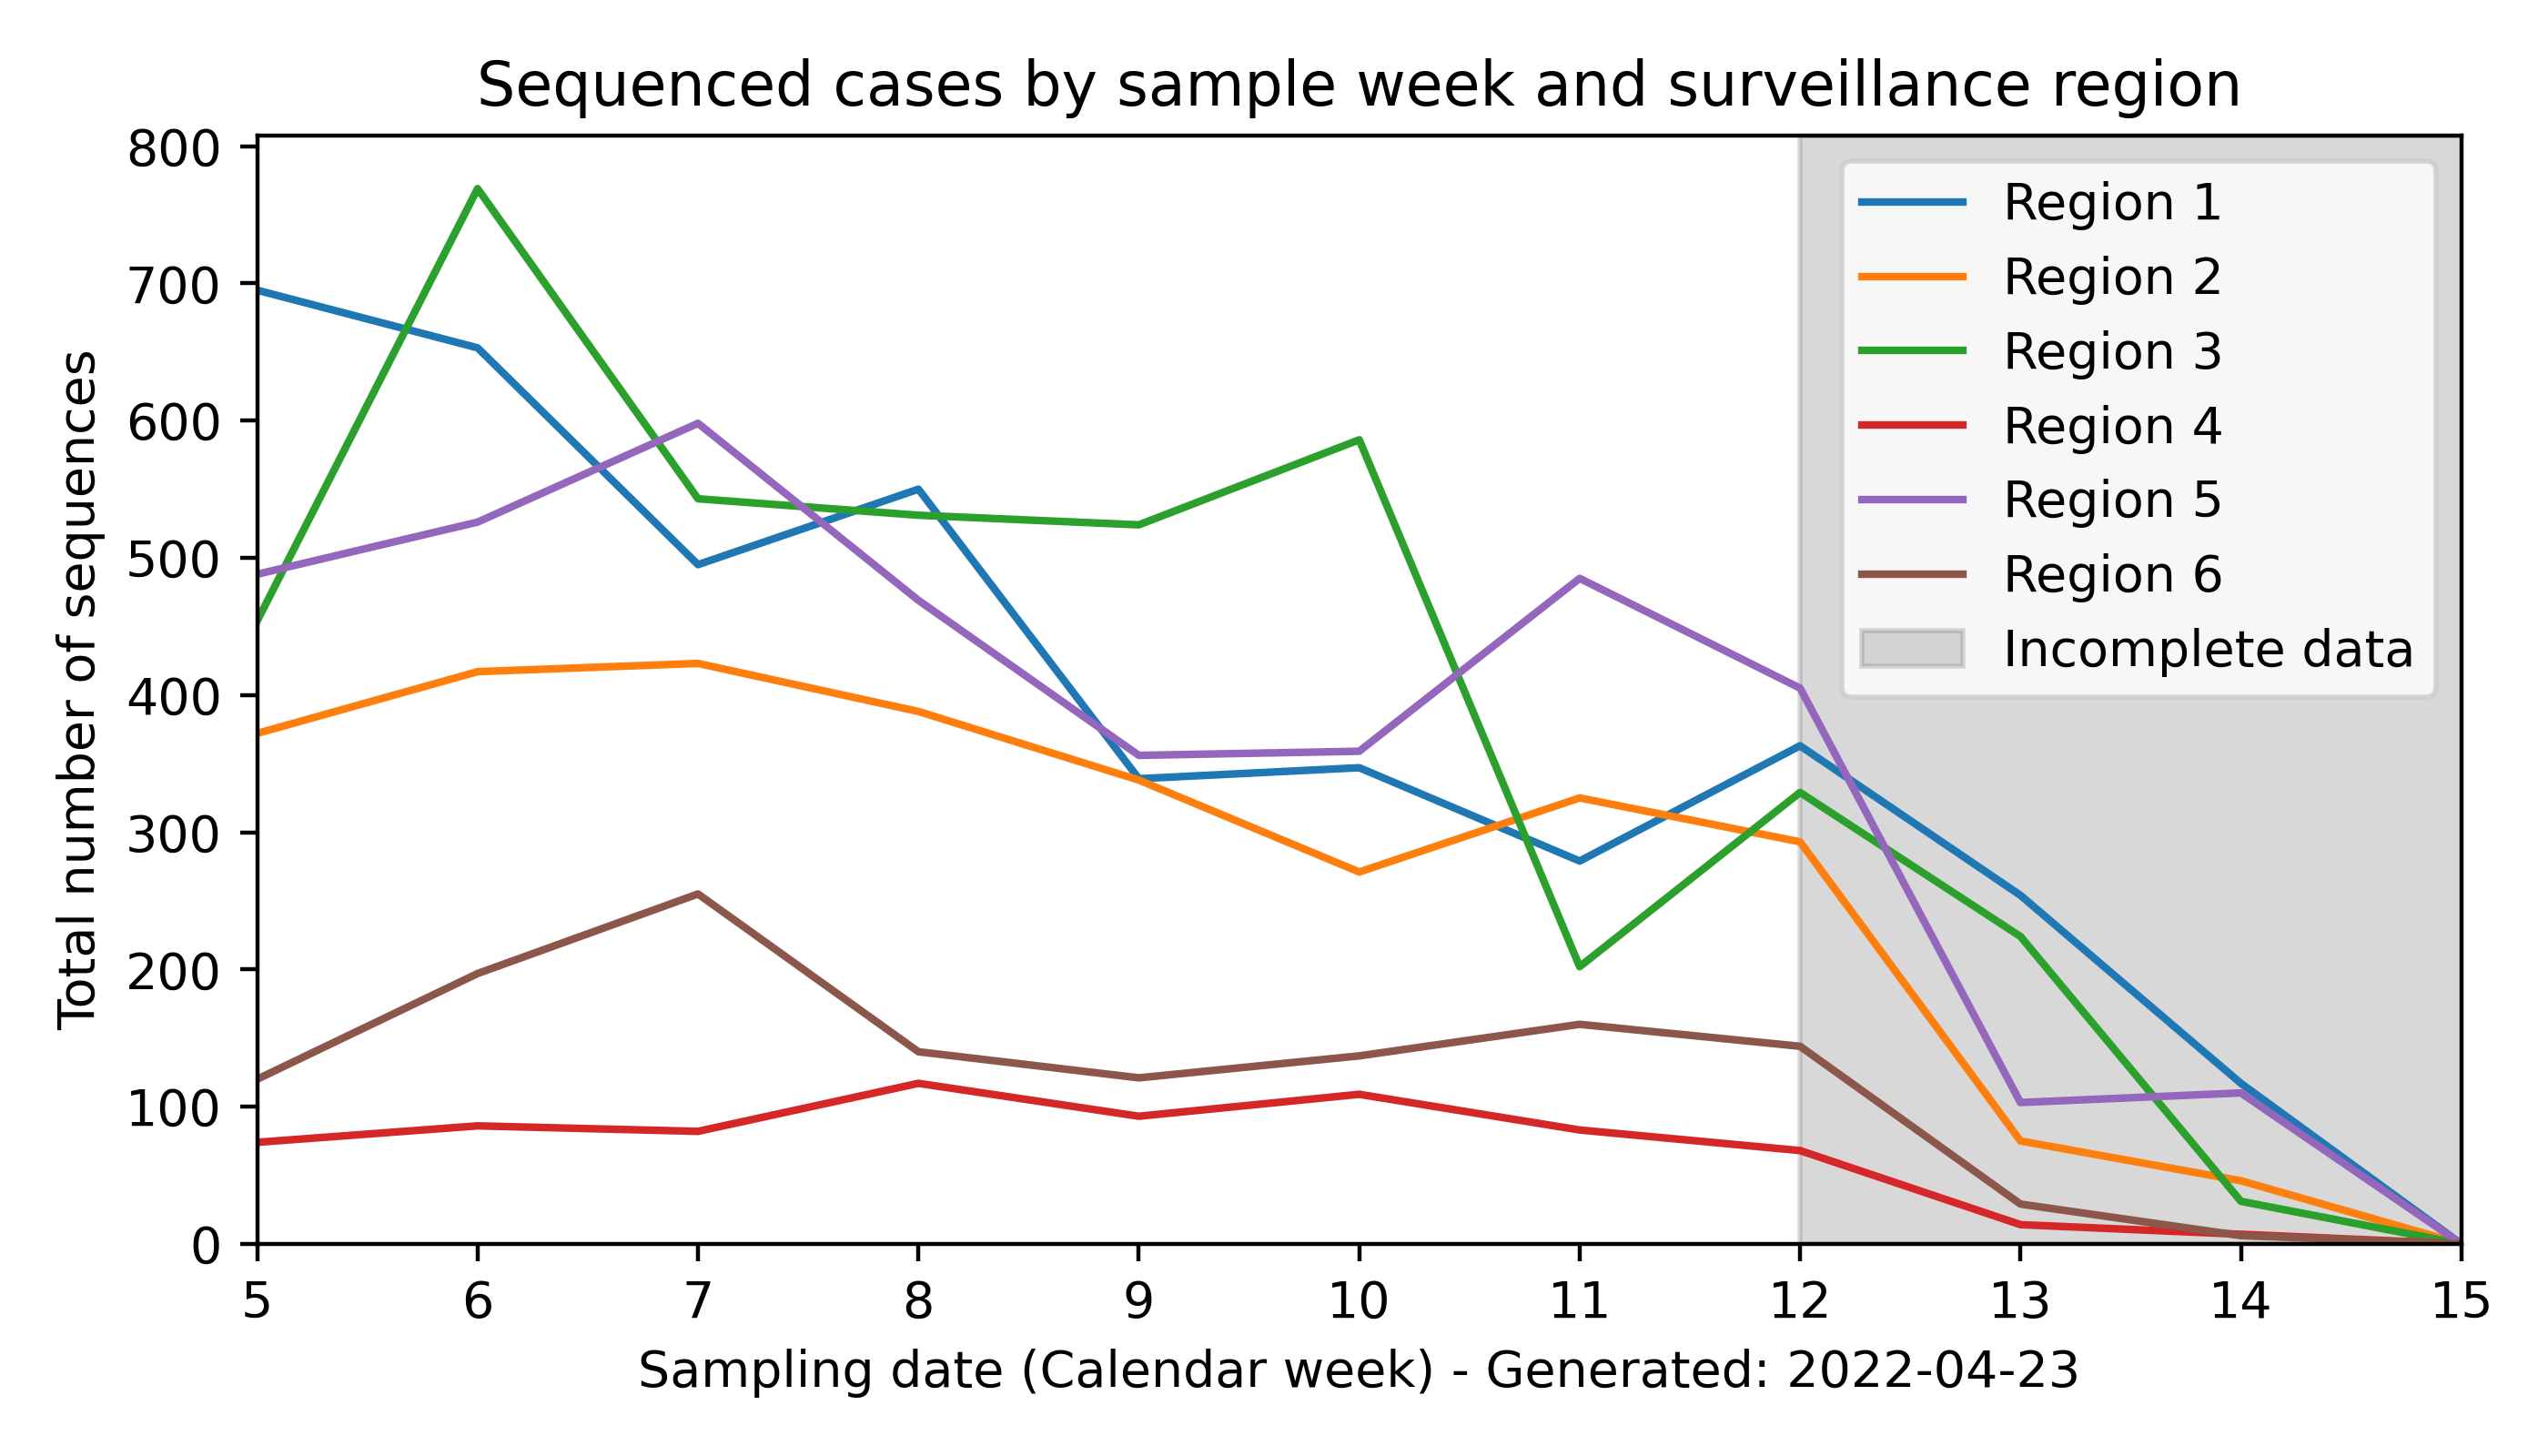 Sequenced cases by sample week and surveillance region
Total number of sequences
800
700
600
500
400
300
200
100
0
5 6 7 8 9 10 11 12 13 14 15
Sampling date (Calendar week) - Generated: 2022-04-23
Region 1
Region 2
Region 3
Region 4
Region 5
Region 6
Incomplete data